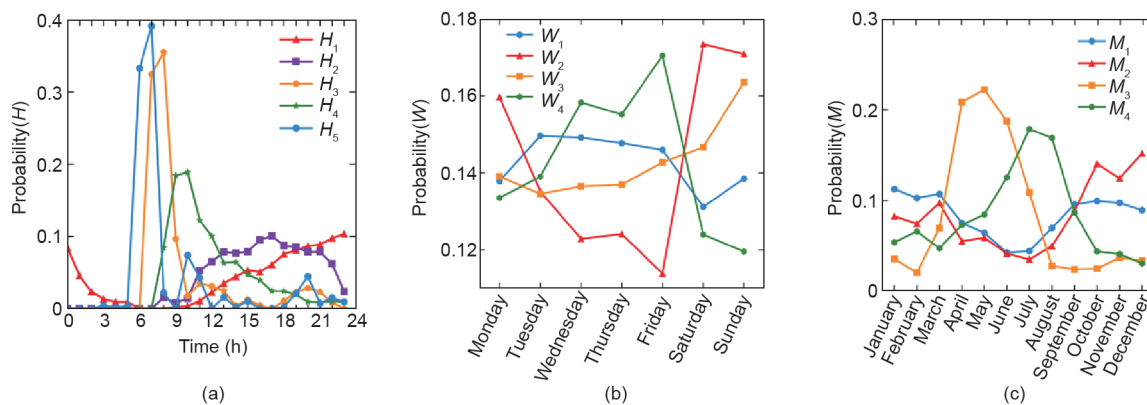 0.4
0.3
0.2
0.1
0
Probability(H)
0 3 6 9 12 15 18 21 24
Time (h)
H1
H2
H3
H4
H5
(a)
0.18
0.16
0.14
0.12
Probability(W)
W1
W2
W3
W4
Monday
Tuesday
Wednesday
Thursday
Friday
Saturday
Sunday
(b)
0.3
0.2
0.1
0
Probability(M)
M1
M2
M3
M4
January
February
March
April
May
June
July
August
September
October
November
December
(c)